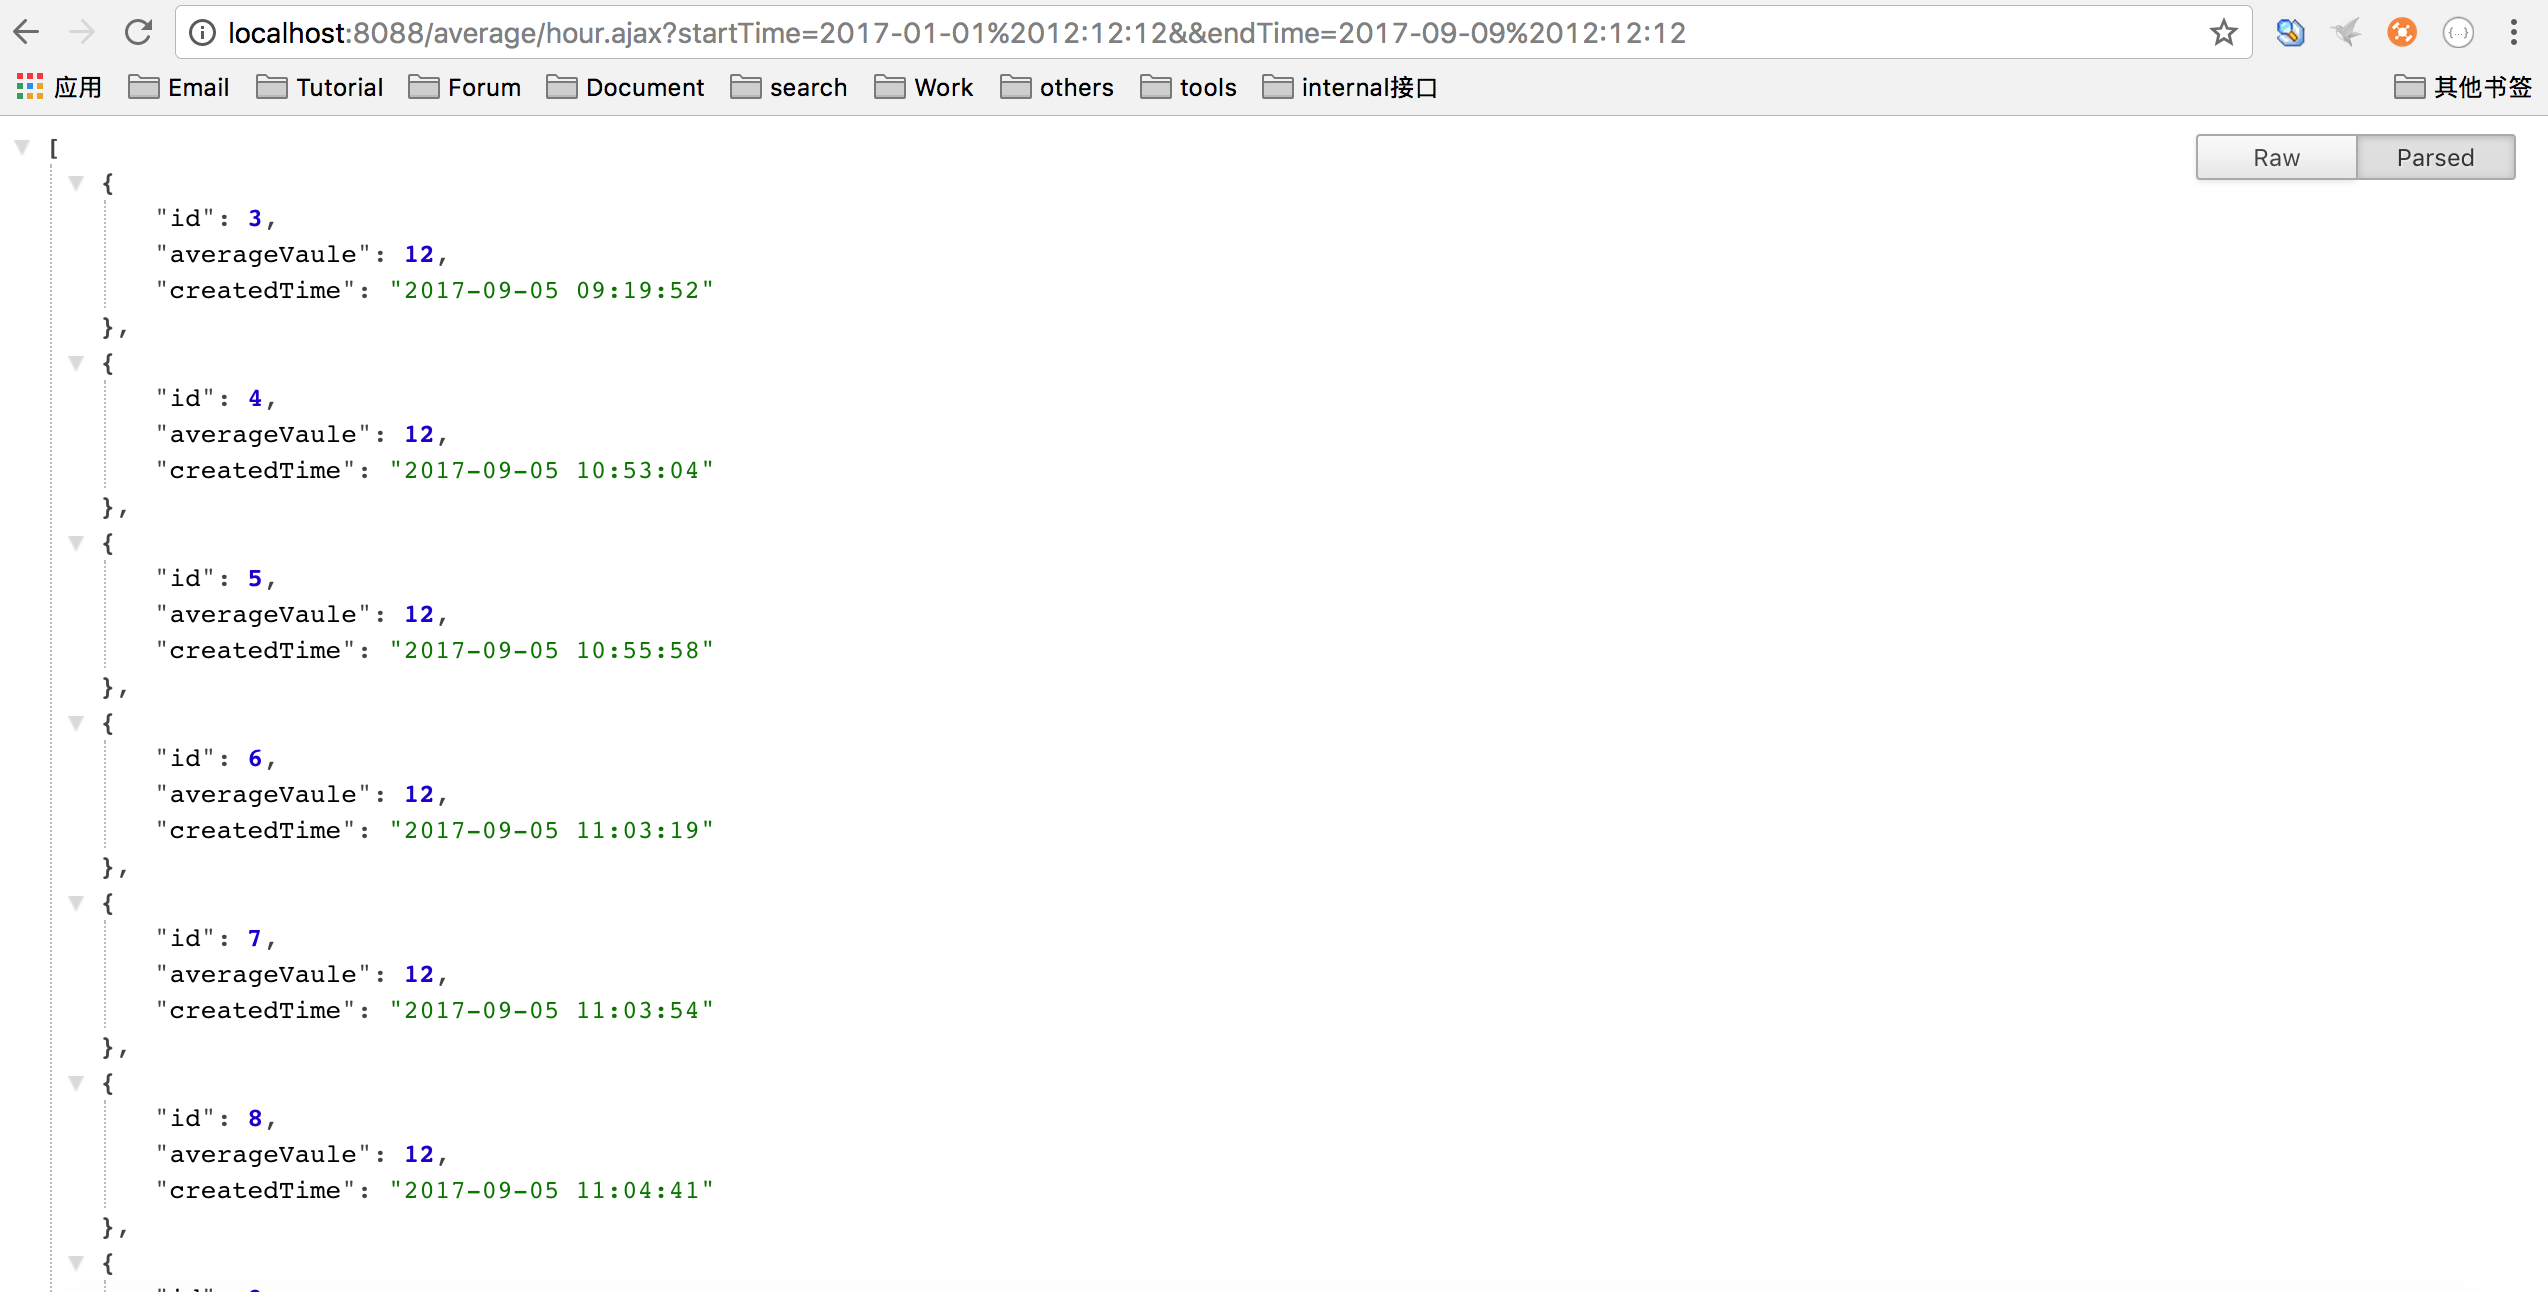 localhost:8088/average/hour.ajax?startTime=2017-01-01%2012:12:12&&endTime=2017-09-09%2012:12:12
应用 Email Tutorial Forum Document search Work others tools internal接口 其他书签
Raw Parsed
[
{
"id": 3,
"averageVaule": 12,
"createdTime": "2017-09-05 09:19:52"
},
{
"id": 4,
"averageVaule": 12,
"createdTime": "2017-09-05 10:53:04"
},
{
"id": 5,
"averageVaule": 12,
"createdTime": "2017-09-05 10:55:58"
},
{
"id": 6,
"averageVaule": 12,
"createdTime": "2017-09-05 11:03:19"
},
{
"id": 7,
"averageVaule": 12,
"createdTime": "2017-09-05 11:03:54"
},
{
"id": 8,
"averageVaule": 12,
"createdTime": "2017-09-05 11:04:41"
},
{